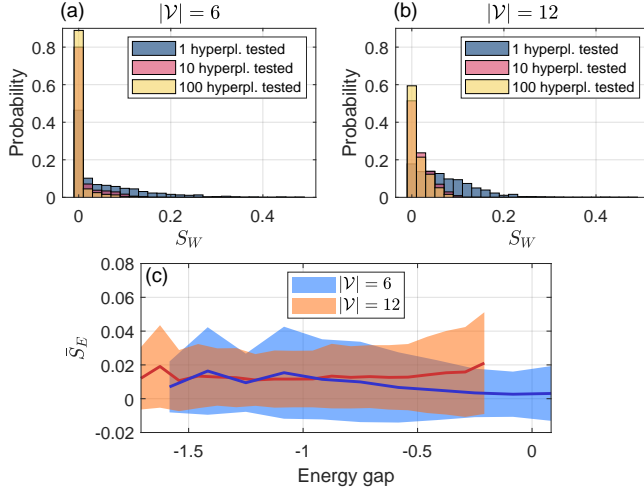 (a)
|𝒱| = 6
(b)
|𝒱| = 12
0.8
0.6
0.4
0.2
0
Probability
1 hyperpl. tested
10 hyperpl. tested
100 hyperpl. tested
0
0.2
0.4
S_W
0.8
0.6
0.4
0.2
0
Probability
1 hyperpl. tested
10 hyperpl. tested
100 hyperpl. tested
0
0.2
0.4
S_W
(c)
0.08
0.06
0.04
0.02
0
-0.02
S̄_E
|𝒱| = 6
|𝒱| = 12
-1.5
-1
-0.5
0
Energy gap